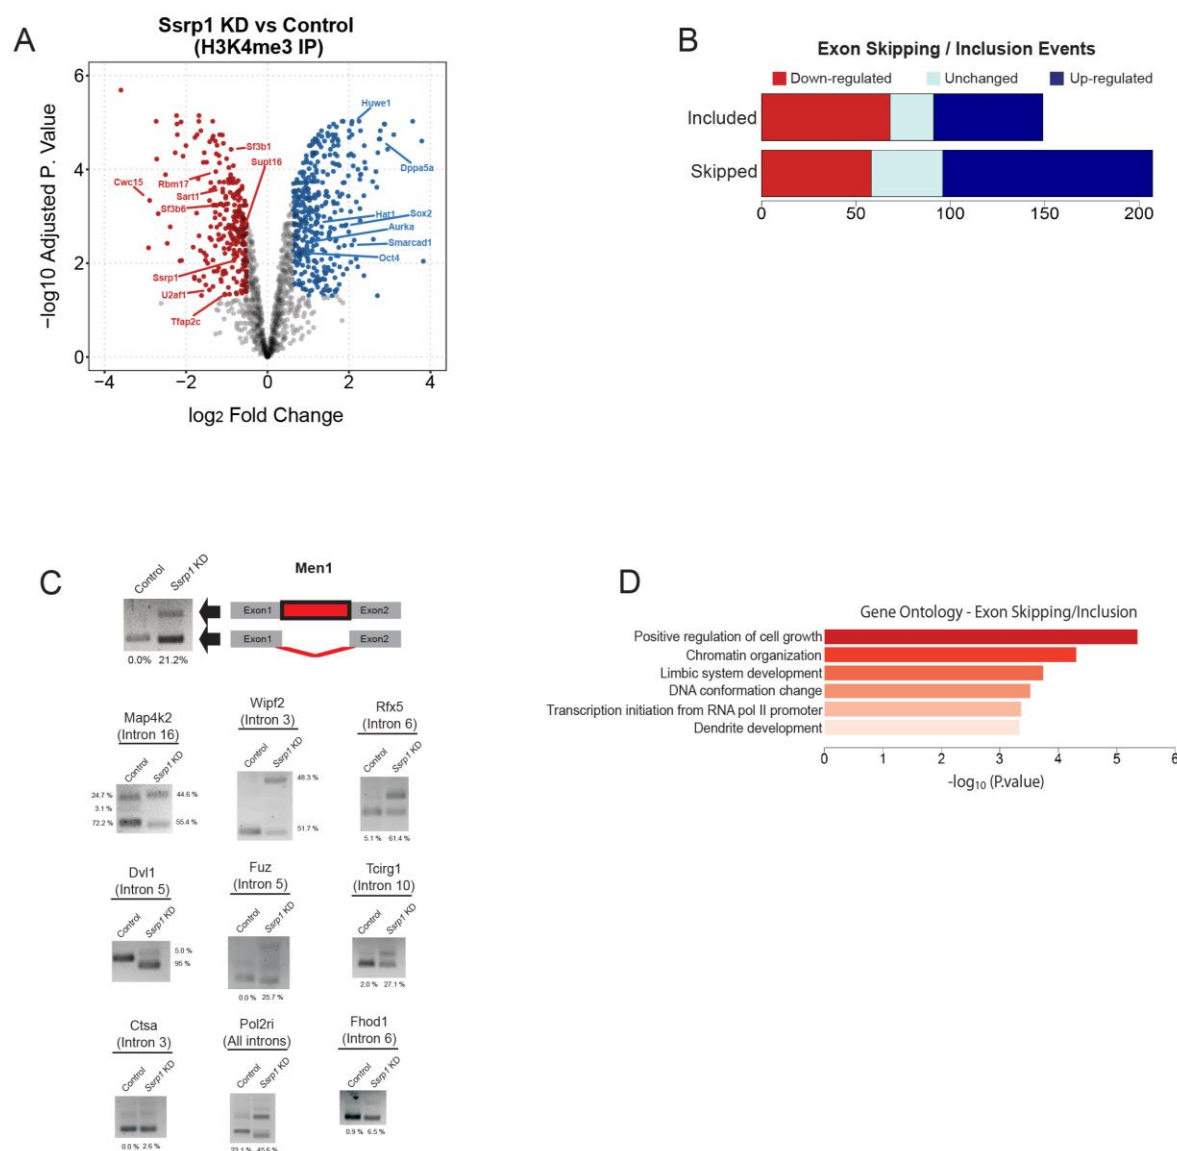 A
Ssrp1 KD vs Control
(H3K4me3 IP)
−log10 Adjusted P. Value
6
4
2
0
Huwe1
Sf3b1
Supt16
Dppa5a
Cwc15
Rbm17
Sart1
Sf3b6
Hat1
Sox2
Aurka
Smarcad1
Oct4
Ssrp1
U2af1
Tfap2c
−4 −2 0 2 4
log2 Fold Change
B
Exon Skipping / Inclusion Events
Down-regulated Unchanged Up-regulated
Included
Skipped
0 50 100 150 200
C
Men1
Control Ssrp1 KD
Exon1 Exon2
Exon1 Exon2
0.0% 21.2%
Map4k2
(Intron 16)
Control Ssrp1 KD
24.7 % 44.6 %
3.1 %
72.2 % 55.4 %
Wipf2
(Intron 3)
Control Ssrp1 KD
48.3 %
51.7 %
Rfx5
(Intron 6)
Control Ssrp1 KD
5.1 % 61.4 %
Dvl1
(Intron 5)
Control Ssrp1 KD
5.0 %
95 %
Fuz
(Intron 5)
Control Ssrp1 KD
0.0 % 25.7 %
Tcirg1
(Intron 10)
Control Ssrp1 KD
2.0 % 27.1 %
Ctsa
(Intron 3)
Control Ssrp1 KD
0.0 % 2.6 %
Pol2ri
(All introns)
Control Ssrp1 KD
23.1 % 45.6 %
Fhod1
(Intron 6)
Control Ssrp1 KD
0.9 % 6.5 %
D
Gene Ontology - Exon Skipping/Inclusion
Positive regulation of cell growth
Chromatin organization
Limbic system development
DNA conformation change
Transcription initiation from RNA pol II promoter
Dendrite development
0 1 2 3 4 5 6
-log10 (P.value)